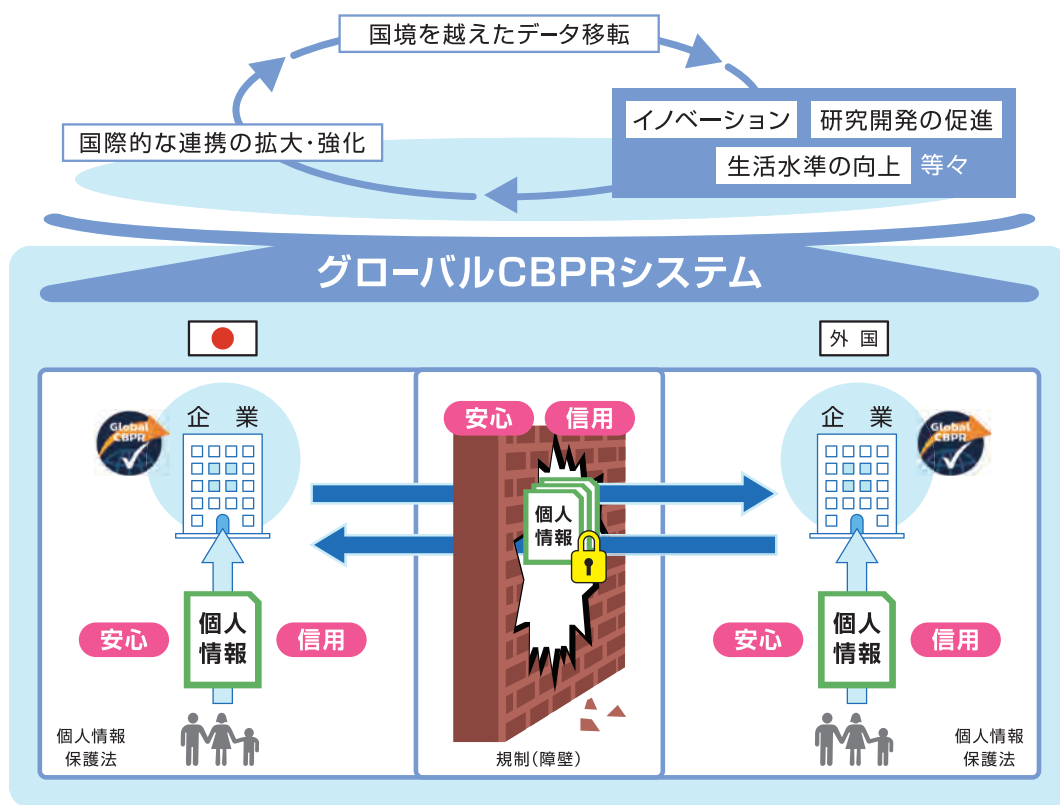 国境を越えたデータ移転
イノベーション
研究開発の促進
国際的な連携の拡大・強化
生活水準の向上 等々
グローバルCBPRシステム
外 国
企 業
安心
信用
企 業
Global
CBPR
Global
CBPR
個人
情報
安心
個人
情報
信用
安心
個人
情報
信用
個人情報
保護法
規制(障壁)
個人情報
保護法